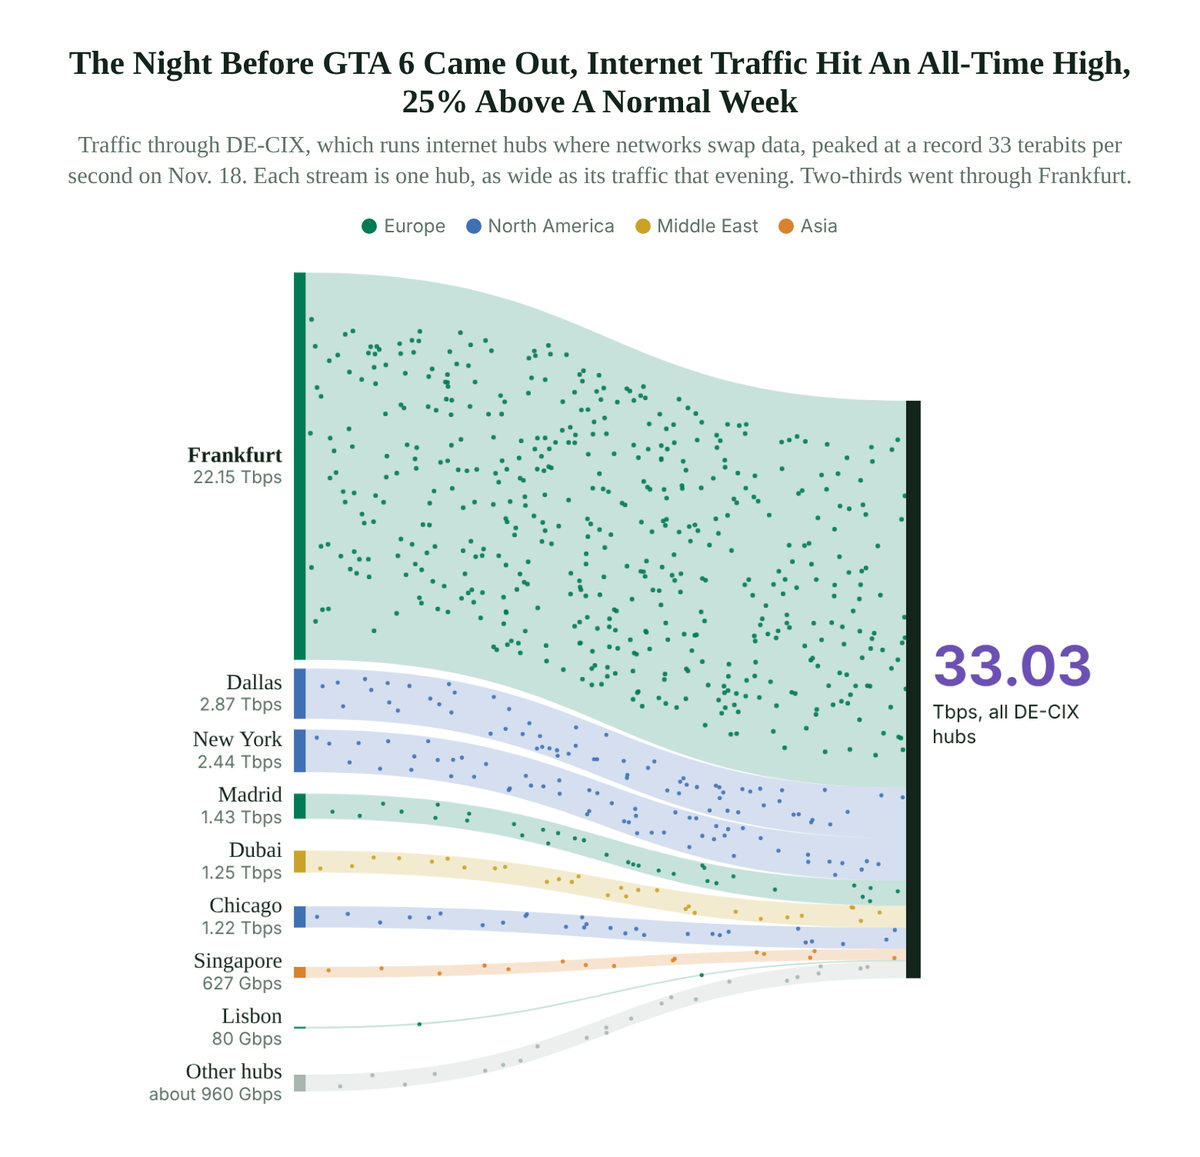 The Night Before GTA 6 Came Out, Internet Traffic Hit An All-Time High,
25% Above A Normal Week
Traffic through DE-CIX, which runs internet hubs where networks swap data, peaked at a record 33 terabits per
second on Nov. 18. Each stream is one hub, as wide as its traffic that evening. Two-thirds went through Frankfurt.
Europe North America Middle East Asia
Frankfurt
22.15 Tbps
33.03
Tbps, all DE-CIX
hubs
Dallas
2.87 Tbps
New York
2.44 Tbps
Madrid
1.43 Tbps
Dubai
1.25 Tbps
Chicago
1.22 Tbps
Singapore
627 Gbps
Lisbon
80 Gbps
Other hubs
about 960 Gbps